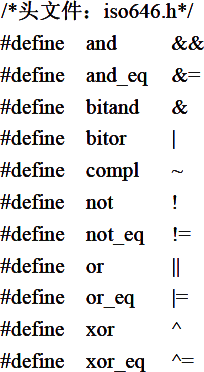 /*头文件：iso646.h*/
#define and &&
#define and_eq &=
#define bitand &
#define bitor |
#define compl ~
#define not !
#define not_eq !=
#define or ||
#define or_eq |=
#define xor ^
#define xor_eq ^=